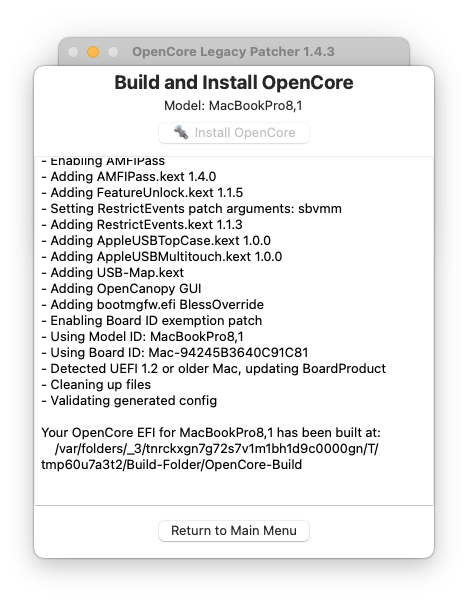 OpenCore Legacy Patcher 1.4.3
Build and Install OpenCore
Model: MacBookPro8,1
Install OpenCore
- Enabling AMFIPass
- Adding AMFIPass.kext 1.4.0
- Adding FeatureUnlock.kext 1.1.5
- Setting RestrictEvents patch arguments: sbvmm
- Adding RestrictEvents.kext 1.1.3
- Adding AppleUSBTopCase.kext 1.0.0
- Adding AppleUSBMultitouch.kext 1.0.0
- Adding USB-Map.kext
- Adding OpenCanopy GUI
- Adding bootmgfw.efi BlessOverride
- Enabling Board ID exemption patch
- Using Model ID: MacBookPro8,1
- Using Board ID: Mac-94245B3640C91C81
- Detected UEFI 1.2 or older Mac, updating BoardProduct
- Cleaning up files
- Validating generated config
Your OpenCore EFI for MacBookPro8,1 has been built at:
/var/folders/_3/tnrckxgn7g72s7v1m1bh1d9c0000gn/T/
tmp60u7a3t2/Build-Folder/OpenCore-Build
Return to Main Menu